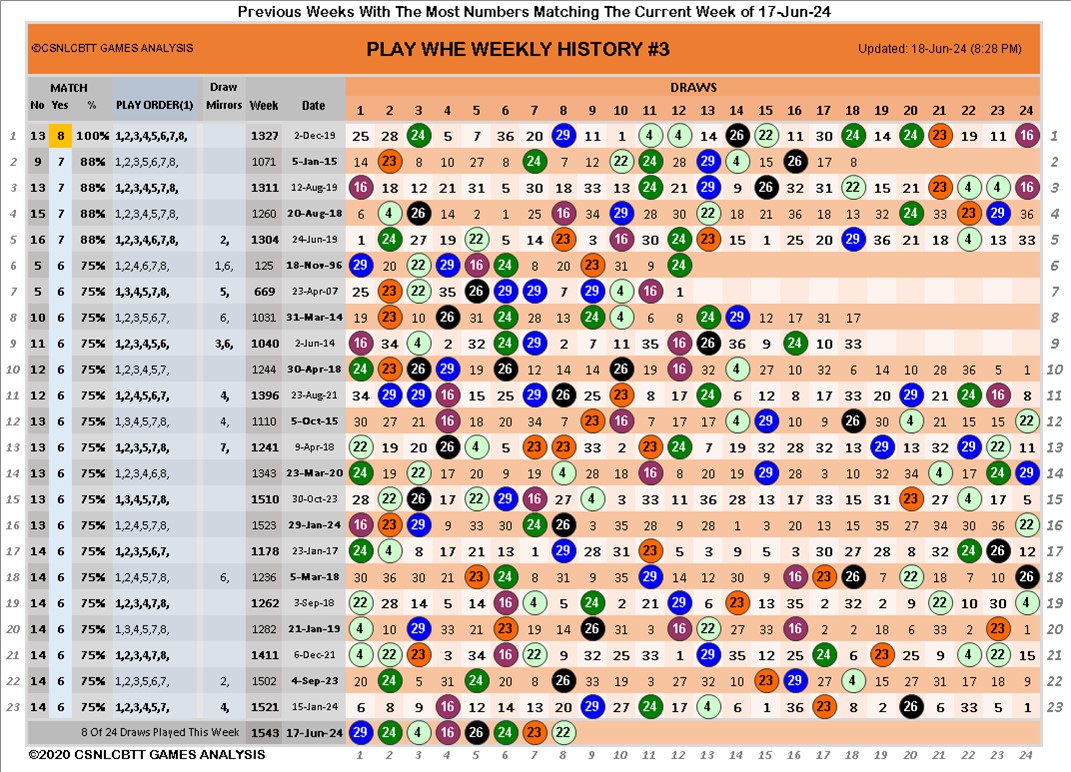 Previous Weeks With The Most Numbers Matching The Current Week of 17-Jun-24
©CSNLCBTT GAMES ANALYSIS PLAY WHE WEEKLY HISTORY #3 Updated: 18-Jun-24 (8:28 PM)
MATCH Draw DRAWS
No Yes % PLAY ORDER(1) Mirrors Week Date 1 2 3 4 5 6 7 8 9 10 11 12 13 14 15 16 17 18 19 20 21 22 23 24
1 13 8 100% 1,2,3,4,5,6,7,8, 1327 2-Dec-19 25 28 24 5 7 36 20 29 11 1 4 4 14 26 22 11 30 24 14 24 23 19 11 16 1
2 9 7 88% 1,2,3,5,6,7,8, 1071 5-Jan-15 14 23 8 10 27 8 24 7 10 22 24 28 29 4 15 26 17 8 2
3 13 7 88% 1,2,3,4,5,7,8, 1311 12-Aug-19 16 18 12 21 31 5 30 18 33 13 24 21 29 9 26 32 31 22 15 21 23 4 4 16 3
4 15 7 88% 1,2,3,4,5,7,8, 1260 20-Aug-18 6 4 26 14 2 1 25 16 34 29 28 30 22 18 21 36 18 13 32 24 33 23 29 36 4
5 16 7 88% 1,2,3,4,6,7,8, 2, 1304 24-Jun-19 1 24 27 19 22 5 14 23 3 16 30 24 23 15 1 25 20 29 36 21 18 4 13 33 5
6 5 6 75% 1,2,4,6,7,8, 1,6, 125 18-Nov-96 29 20 22 29 16 24 8 20 23 31 9 24 6
7 5 6 75% 1,3,4,5,7,8, 5, 669 23-Apr-07 25 23 22 35 26 29 29 7 29 4 16 1 7
8 10 6 75% 1,2,3,5,6,7, 6, 1031 31-Mar-14 19 23 10 26 31 24 28 13 24 4 6 8 24 29 12 17 31 17 8
9 11 6 75% 1,2,3,4,5,6, 3,6, 1040 2-Jun-14 16 34 4 2 32 24 29 2 7 11 35 16 26 36 9 24 10 33 9
10 12 6 75% 1,2,3,4,5,7, 1244 30-Apr-18 24 23 26 29 19 26 12 14 14 26 19 16 32 4 27 10 32 6 14 10 28 36 5 1 10
11 12 6 75% 1,2,4,5,6,7, 4, 1396 23-Aug-21 34 29 29 16 15 25 29 26 25 23 8 17 24 6 12 8 17 33 20 29 21 24 16 8 11
12 12 6 75% 1,3,4,5,7,8, 4, 1110 5-Oct-15 30 27 21 16 18 20 34 7 23 16 7 17 17 4 29 10 9 26 30 4 21 15 15 22 12
13 13 6 75% 1,2,3,5,7,8, 7, 1241 9-Apr-18 22 19 20 26 4 5 23 23 33 2 23 24 7 19 32 28 32 13 29 13 32 29 22 11 13
14 13 6 75% 1,2,3,4,6,8, 1343 23-Mar-20 24 19 22 17 20 9 19 4 28 14 16 8 20 19 29 28 3 10 32 34 4 17 24 29 14
15 13 6 75% 1,3,4,5,7,8, 1510 30-Oct-23 28 22 26 5 22 29 16 27 4 3 33 11 36 28 13 17 33 15 31 23 27 4 17 5 15
16 13 6 75% 1,2,4,5,7,8, 1523 29-Jan-24 16 23 29 9 33 30 24 26 3 35 28 9 28 1 3 20 13 15 35 27 34 30 36 22 16
17 14 6 75% 1,2,3,5,6,7, 1178 23-Jan-17 24 4 8 17 21 13 1 29 28 31 23 5 3 9 5 3 30 27 28 8 32 24 26 12 17
18 14 6 75% 1,2,4,5,7,8, 6, 1236 5-Mar-18 30 36 30 21 23 24 8 31 9 35 29 14 12 30 9 16 23 26 7 22 18 7 10 26 18
19 14 6 75% 1,2,3,4,7,8, 1262 3-Sep-18 22 28 14 5 14 16 4 5 24 2 21 29 6 23 13 35 2 32 2 9 22 10 30 4 19
20 14 6 75% 1,3,4,5,7,8, 1282 21-Jan-19 4 10 29 33 21 23 19 14 26 31 3 16 22 27 33 16 2 18 6 33 2 23 1 20
21 14 6 75% 1,2,3,4,7,8, 1411 6-Dec-21 4 22 23 3 34 16 22 9 32 25 33 1 29 35 12 25 24 6 23 25 9 4 22 15 21
22 14 6 75% 1,2,3,5,6,7, 2, 1502 4-Sep-23 20 24 5 31 24 20 8 26 33 19 3 27 32 10 23 29 18 4 15 22 31 17 18 9 22
23 14 6 75% 1,2,3,4,5,7, 4, 1521 15-Jan-24 6 8 9 16 12 14 13 20 29 27 24 17 4 6 1 36 23 8 20 26 6 33 5 1 23
8 Of 24 Draws Played This Week 1543 17-Jun-24 29 24 4 16 26 24 23 22
©2020 CSNLCBTT GAMES ANALYSIS 1 2 3 4 5 6 7 8 9 10 11 12 13 14 15 16 17 18 19 20 21 22 23 24